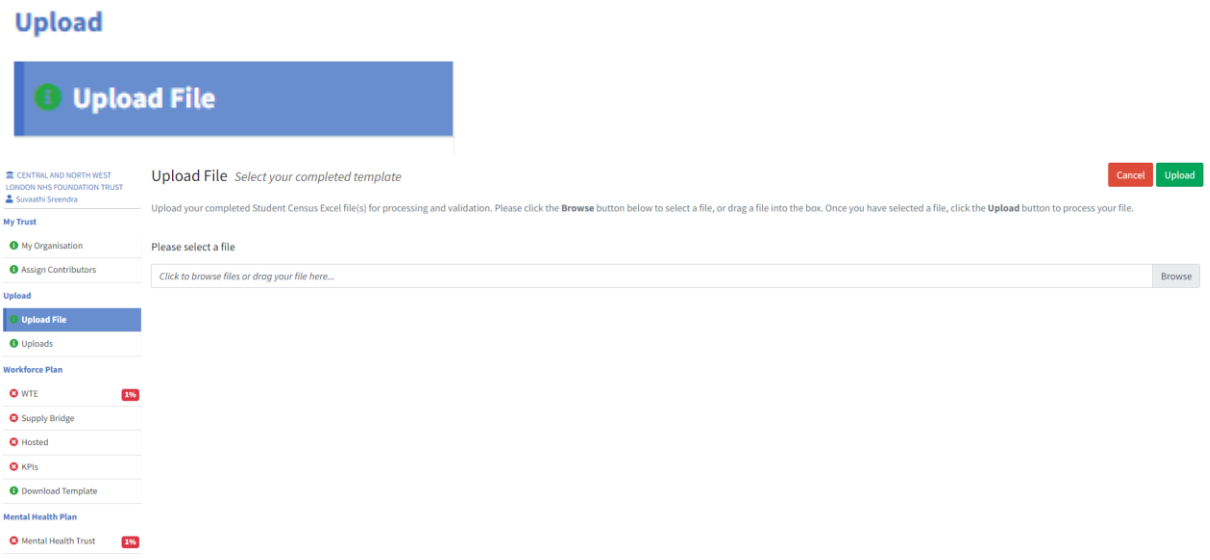 Upload
Upload File
CENTRAL AND NORTH WEST
LONDON NHS FOUNDATION TRUST
Suvaathi Sreendra
My Trust
My Organisation
Assign Contributors
Upload
Upload File
Uploads
Workforce Plan
WTE 1%
Supply Bridge
Hosted
KPIs
Download Template
Mental Health Plan
Mental Health Trust 1%
Upload File Select your completed template
Cancel Upload
Upload your completed Student Census Excel file(s) for processing and validation. Please click the Browse button below to select a file, or drag a file into the box. Once you have selected a file, click the Upload button to process your file.
Please select a file
Click to browse files or drag your file here...
Browse